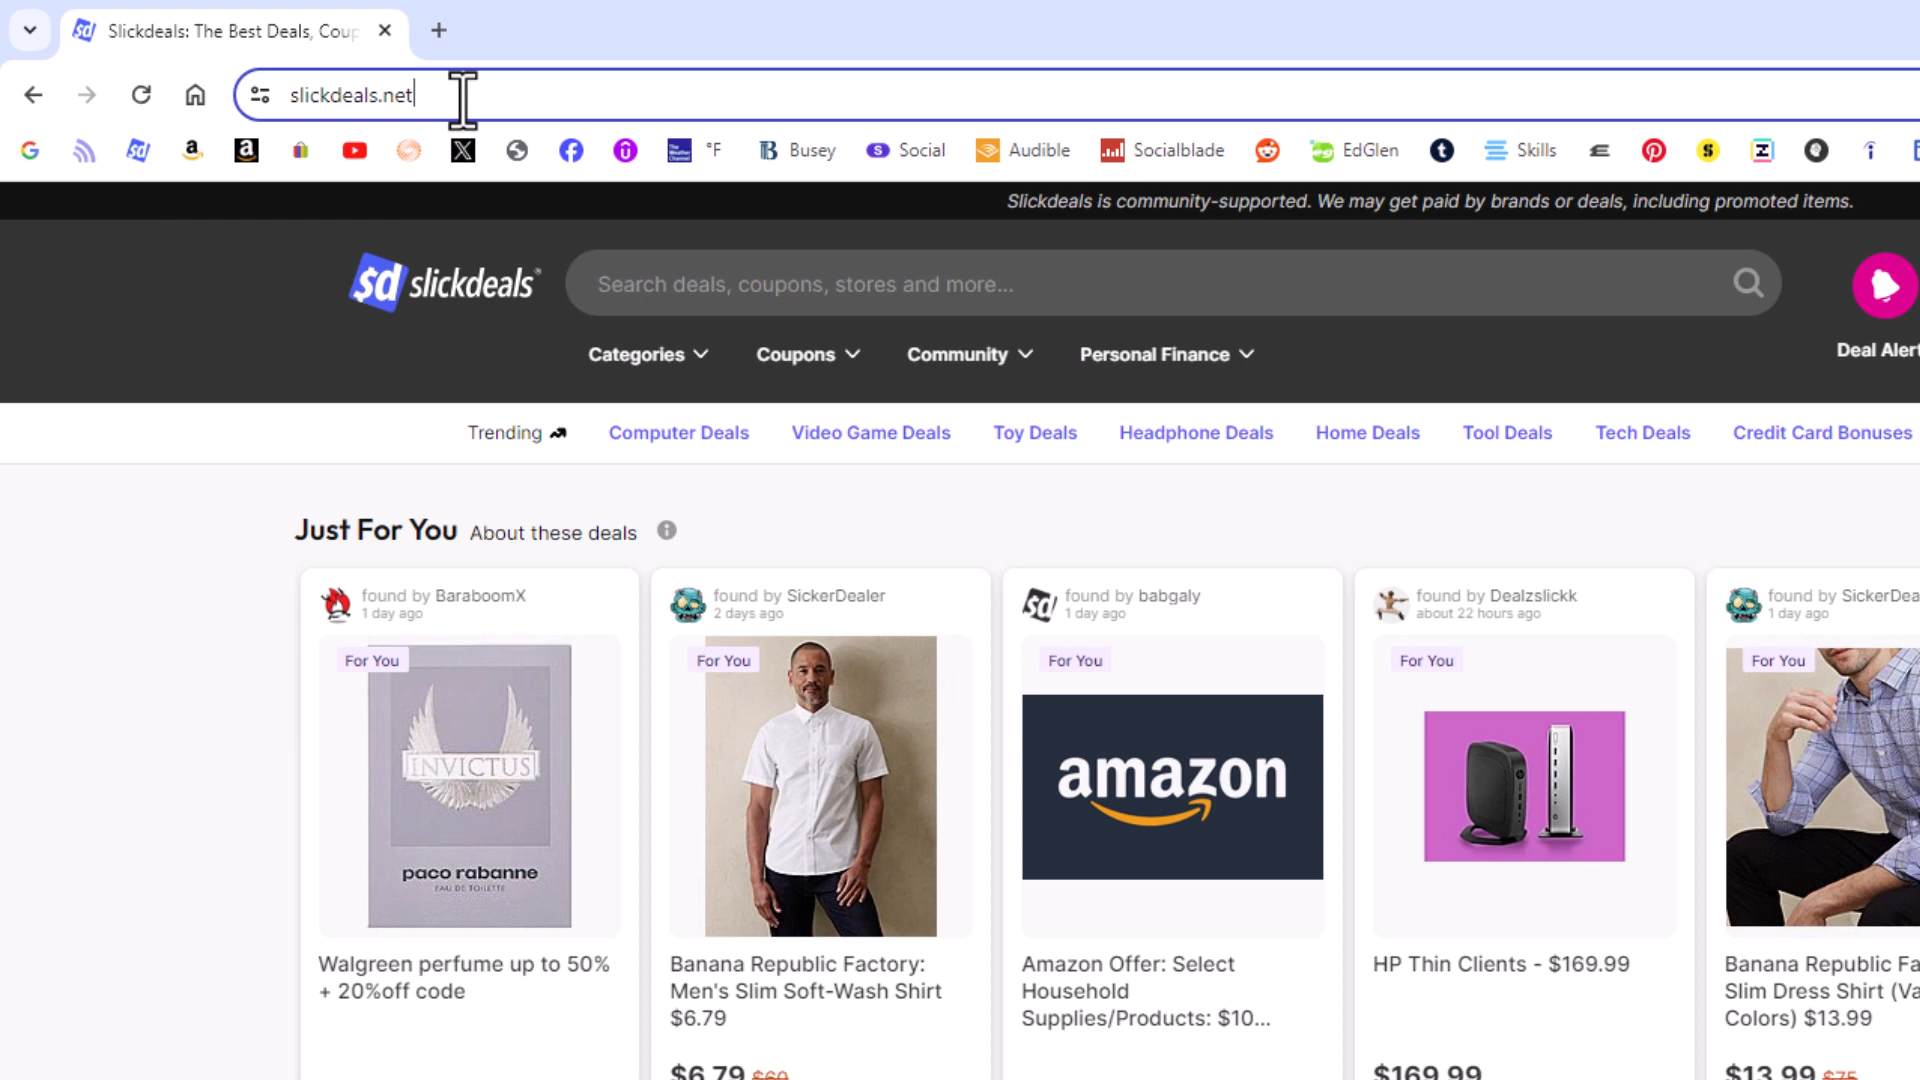 Slickdeals: The Best Deals, Coup
slickdeals.net
°F Busey Social Audible Socialblade EdGlen Skills
Slickdeals is community-supported. We may get paid by brands or deals, including promoted items.
sd slickdeals
Search deals, coupons, stores and more...
Categories Coupons Community Personal Finance
Deal Alert
Trending Computer Deals Video Game Deals Toy Deals Headphone Deals Home Deals Tool Deals Tech Deals Credit Card Bonuses
Just For You About these deals
found by BaraboomX
1 day ago
For You
INVICTUS
paco rabanne
EAU DE TOILETTE
Walgreen perfume up to 50%
+ 20%off code
found by SickerDealer
2 days ago
For You
Banana Republic Factory:
Men's Slim Soft-Wash Shirt
$6.79
$6.79 $60
found by babgaly
1 day ago
For You
amazon
Amazon Offer: Select
Household
Supplies/Products: $10...
found by Dealzslickk
about 22 hours ago
For You
HP Thin Clients - $169.99
$169.99
found by SickerDea
1 day ago
For You
Banana Republic Fa
Slim Dress Shirt (Va
Colors) $13.99
$13.99 $75